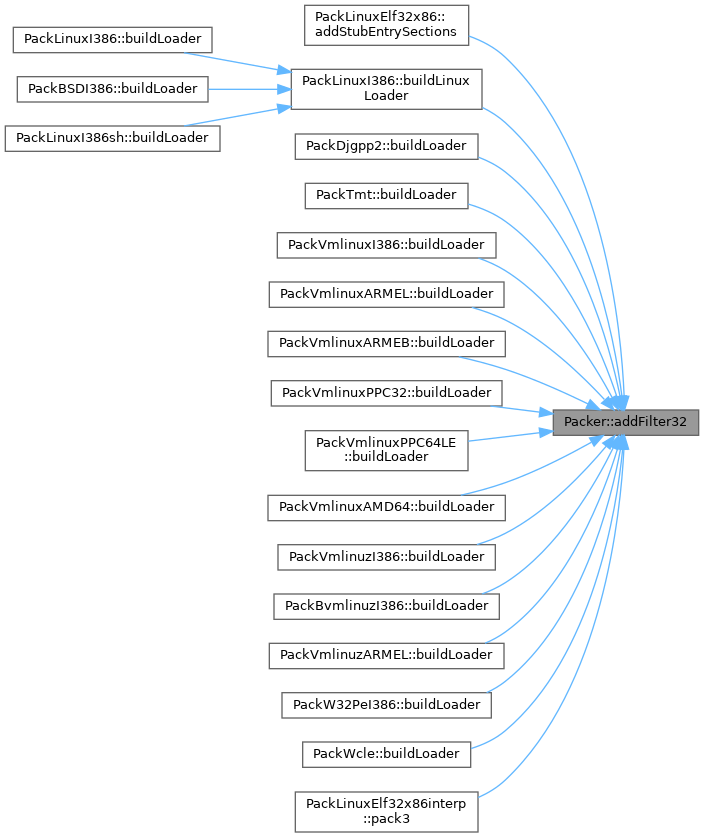 PackLinuxElf32x86::
addStubEntrySections
PackLinuxI386::buildLoader
PackLinuxI386::buildLinux
Loader
PackBSDI386::buildLoader
PackLinuxI386sh::buildLoader
PackDjgpp2::buildLoader
PackTmt::buildLoader
PackVmlinuxI386::buildLoader
PackVmlinuxARMEL::buildLoader
PackVmlinuxARMEB::buildLoader
PackVmlinuxPPC32::buildLoader
Packer::addFilter32
PackVmlinuxPPC64LE
::buildLoader
PackVmlinuxAMD64::buildLoader
PackVmlinuzI386::buildLoader
PackBvmlinuzI386::buildLoader
PackVmlinuzARMEL::buildLoader
PackW32PeI386::buildLoader
PackWcle::buildLoader
PackLinuxElf32x86interp
::pack3